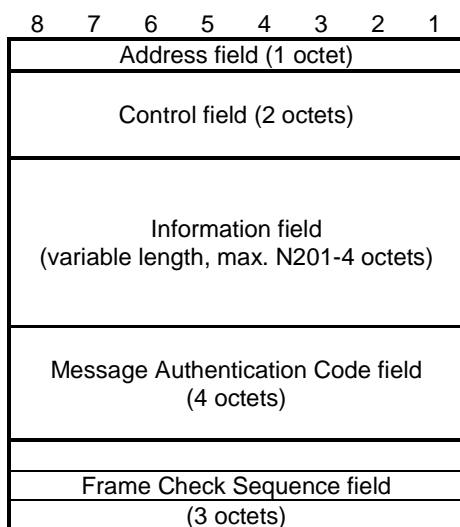 8 7 6 5 4 3 2 1
Address field (1 octet)
Control field (2 octets)
Information field
(variable length, max. N201-4 octets)
Message Authentication Code field
(4 octets)
Frame Check Sequence field
(3 octets)